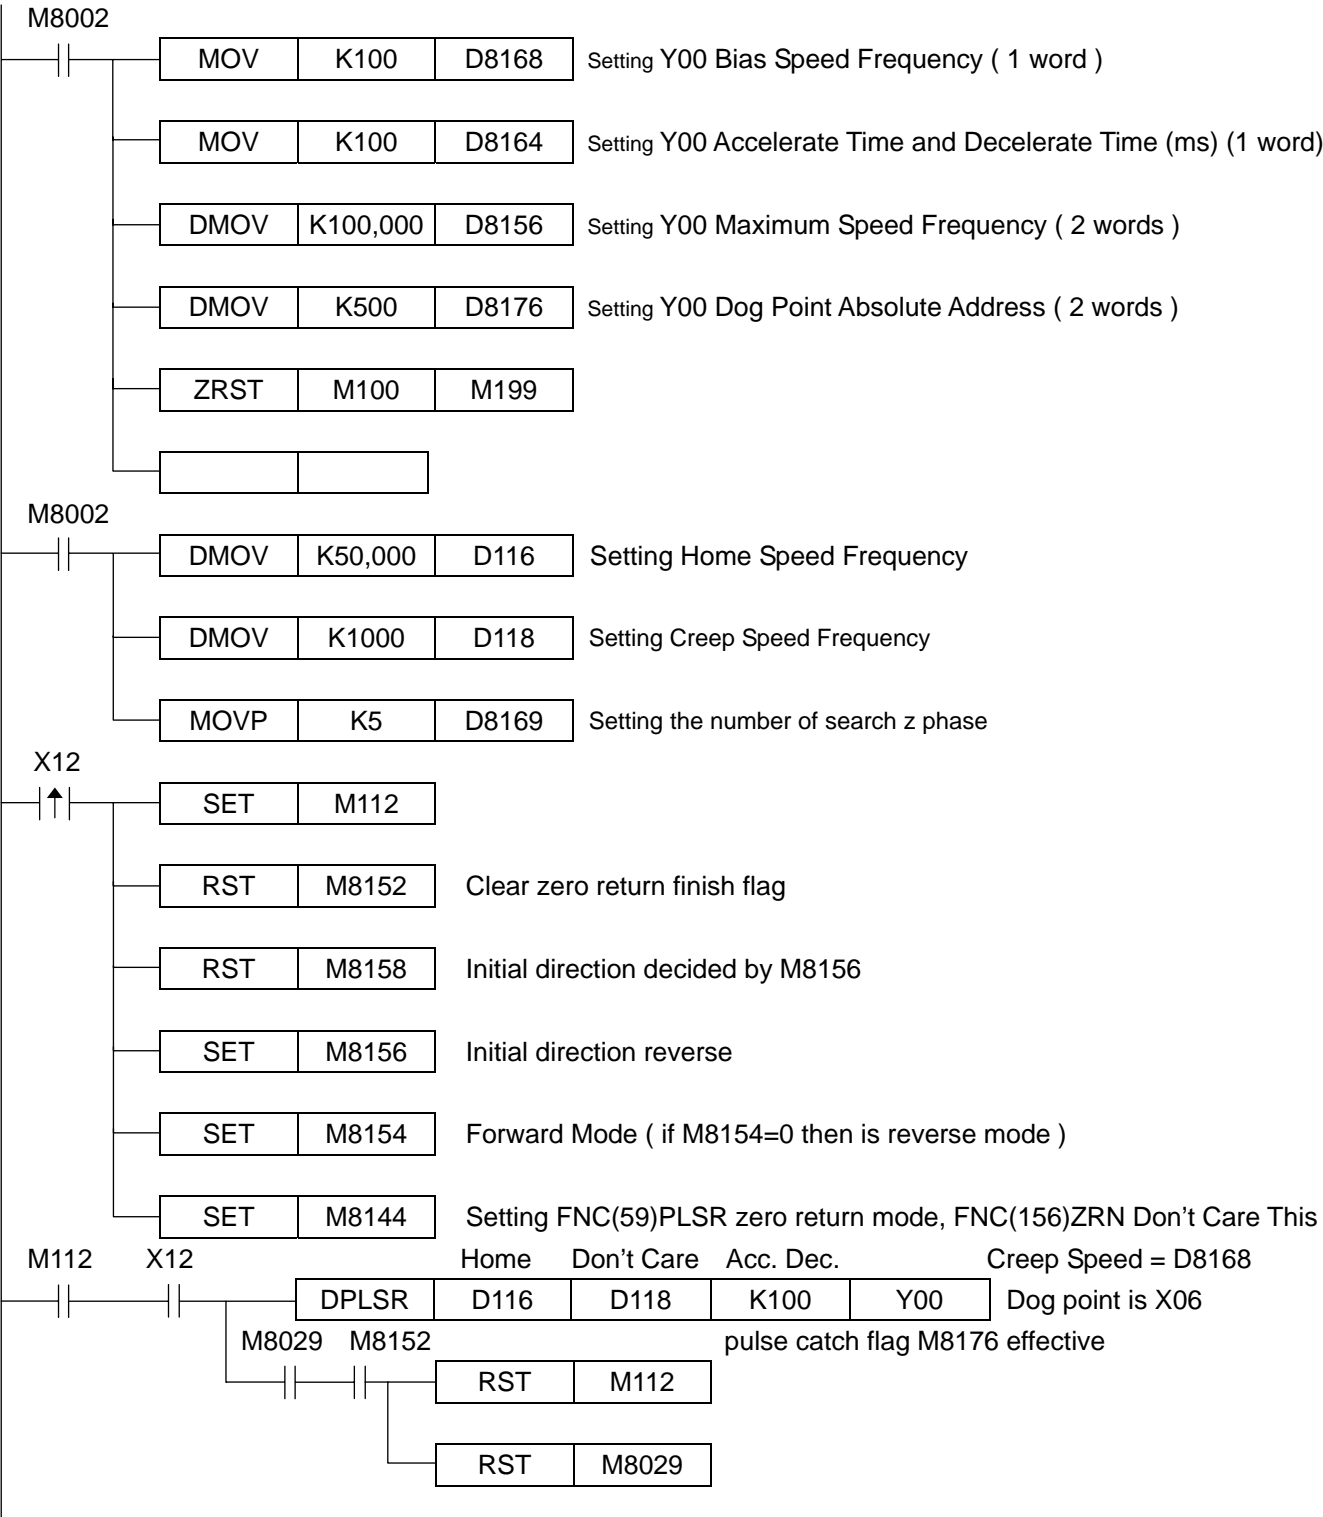 M8002
MOV K100 D8168 Setting Y00 Bias Speed Frequency ( 1 word )
MOV K100 D8164 Setting Y00 Accelerate Time and Decelerate Time (ms) (1 word)
DMOV K100,000 D8156 Setting Y00 Maximum Speed Frequency ( 2 words )
DMOV K500 D8176 Setting Y00 Dog Point Absolute Address ( 2 words )
ZRST M100 M199
M8002
DMOV K50,000 D116 Setting Home Speed Frequency
DMOV K1000 D118 Setting Creep Speed Frequency
MOVP K5 D8169 Setting the number of search z phase
X12
SET M112
RST M8152 Clear zero return finish flag
RST M8158 Initial direction decided by M8156
SET M8156 Initial direction reverse
SET M8154 Forward Mode ( if M8154=0 then is reverse mode )
SET M8144 Setting FNC(59)PLSR zero return mode, FNC(156)ZRN Don't Care This
M112 X12 Home Don't Care Acc. Dec. Creep Speed = D8168
DPLSR D116 D118 K100 Y00 Dog point is X06
M8029 M8152 pulse catch flag M8176 effective
RST M112
RST M8029